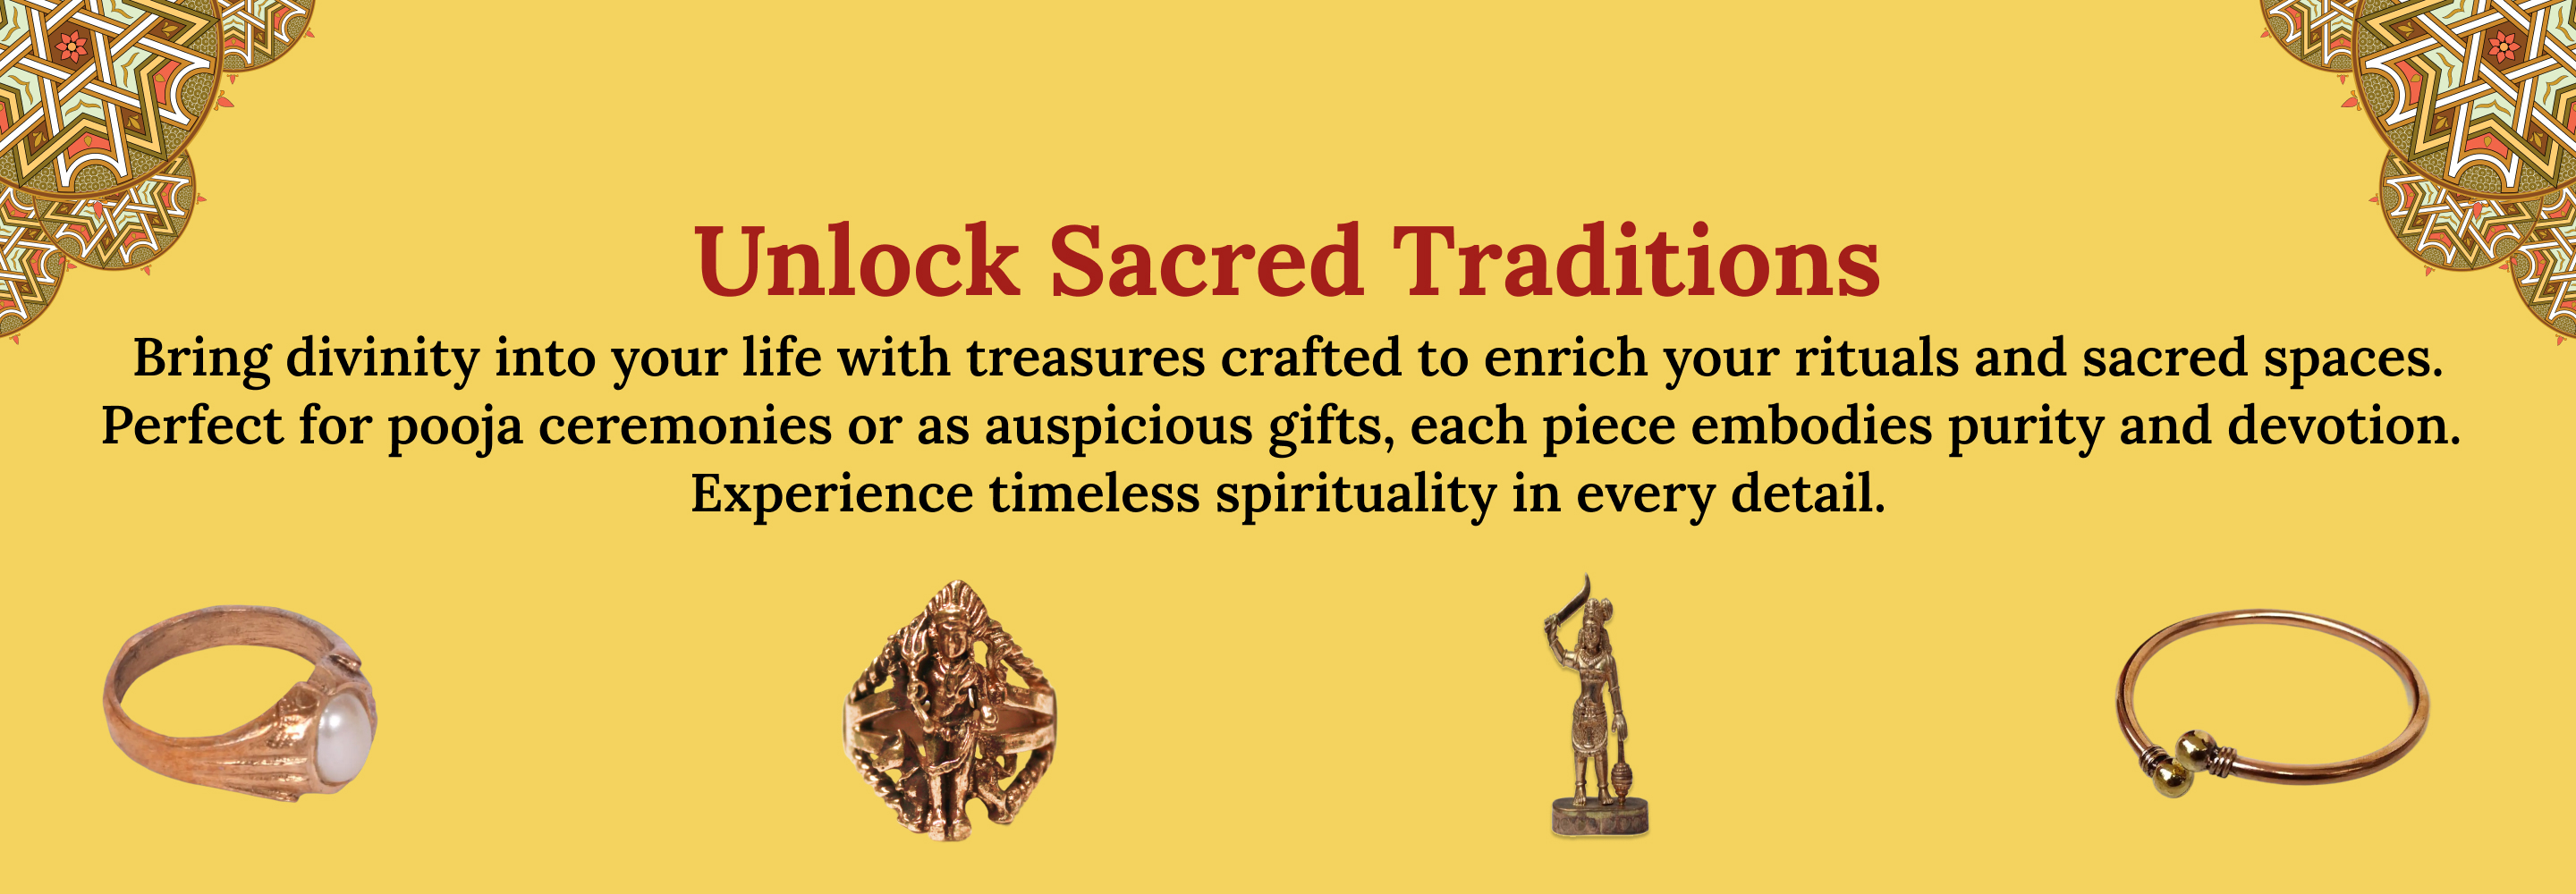 Unlock Sacred Traditions
Bring divinity into your life with treasures crafted to enrich your rituals and sacred spaces.
Perfect for pooja ceremonies or as auspicious gifts, each piece embodies purity and devotion.
Experience timeless spirituality in every detail.